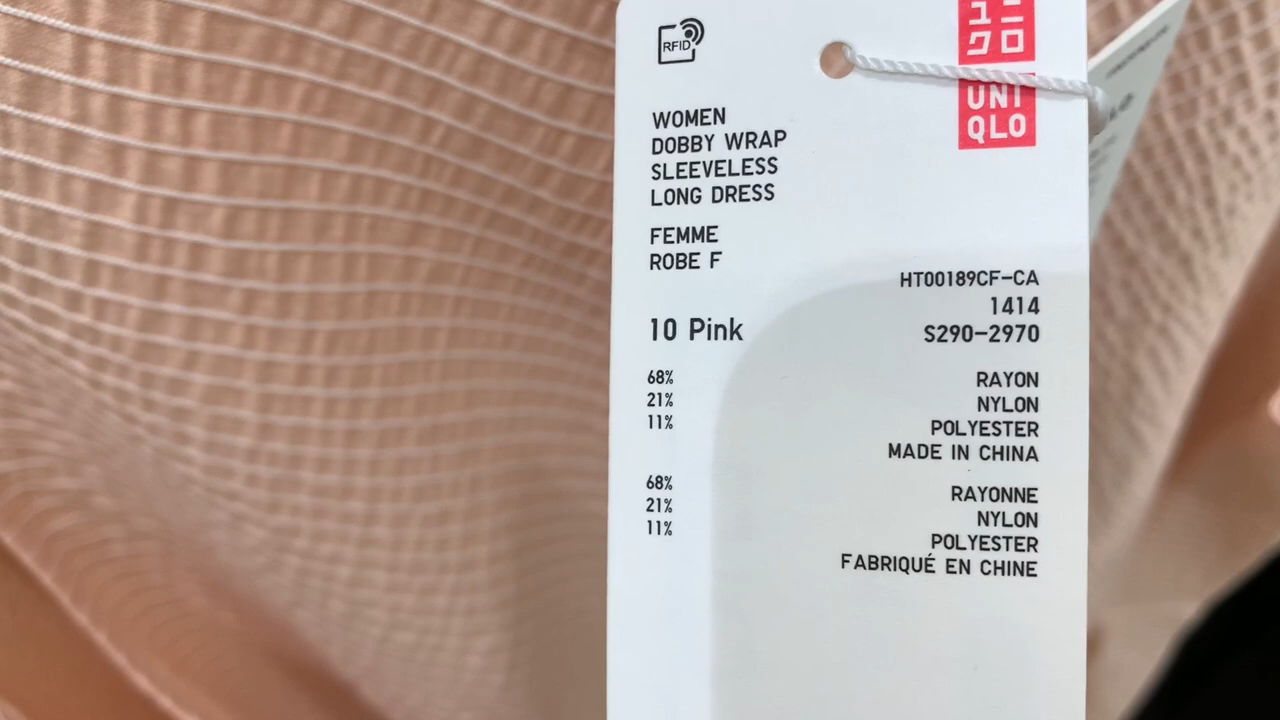 RFID
ユ ニ
ク ロ
UNI
QLO
WOMEN
DOBBY WRAP
SLEEVELESS
LONG DRESS
FEMME
ROBE F
HT00189CF-CA
1414
10 Pink
S290-2970
68% RAYON
21% NYLON
11% POLYESTER
MADE IN CHINA
68% RAYONNE
21% NYLON
11% POLYESTER
FABRIQUÉ EN CHINE